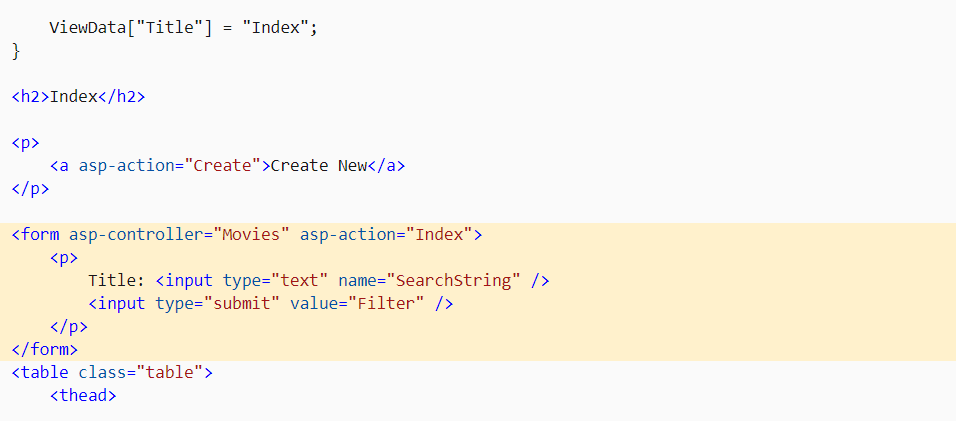 ViewData["Title"] = "Index";
}
<h2>Index</h2>
<p>
<a asp-action="Create">Create New</a>
</p>
<form asp-controller="Movies" asp-action="Index">
<p>
Title: <input type="text" name="SearchString" />
<input type="submit" value="Filter" />
</p>
</form>
<table class="table">
<thead>